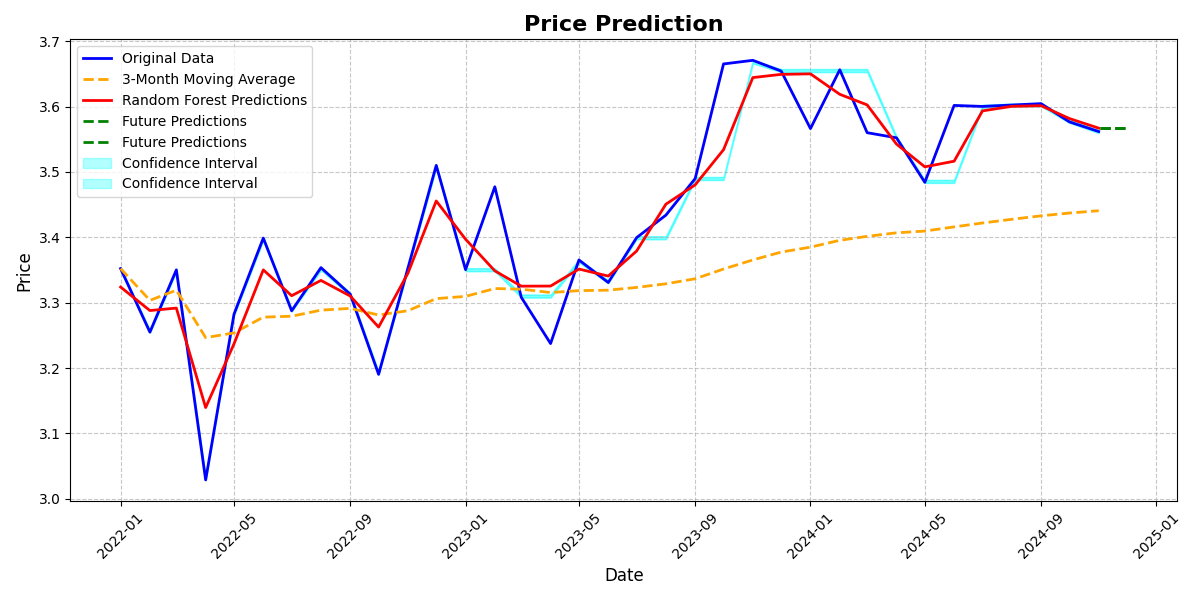 Price Prediction
3.7
3.6
3.5
3.4
3.3
3.2
3.1
3.0
Price
Original Data
3-Month Moving Average
Random Forest Predictions
Future Predictions
Future Predictions
Confidence Interval
Confidence Interval
2022-01
2022-05
2022-09
2023-01
2023-05
2023-09
2024-01
2024-05
2024-09
2025-01
Date